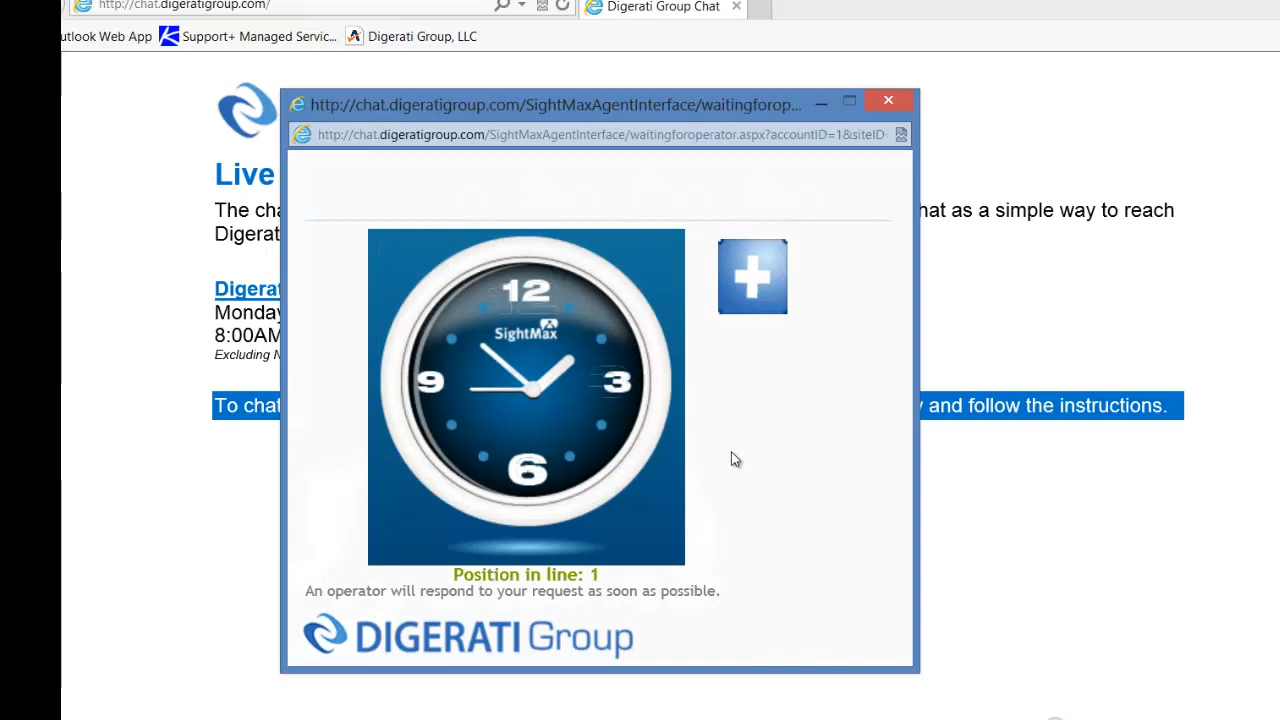 http://chat.digeratigroup.com/
Digerati Group Chat
utlook Web App
Support+ Managed Servic...
Digerati Group, LLC
http://chat.digeratigroup.com/SightMaxAgentInterface/waitingforop...
http://chat.digeratigroup.com/SightMaxAgentInterface/waitingforoperator.aspx?accountID=1&siteID
Live
The cha
hat as a simple way to reach
Digerat
Digerat
Monday
8:00AM
Excluding N
To chat
y and follow the instructions.
12
SightMax
9
3
6
Position in line: 1
An operator will respond to your request as soon as possible.
DIGERATI Group